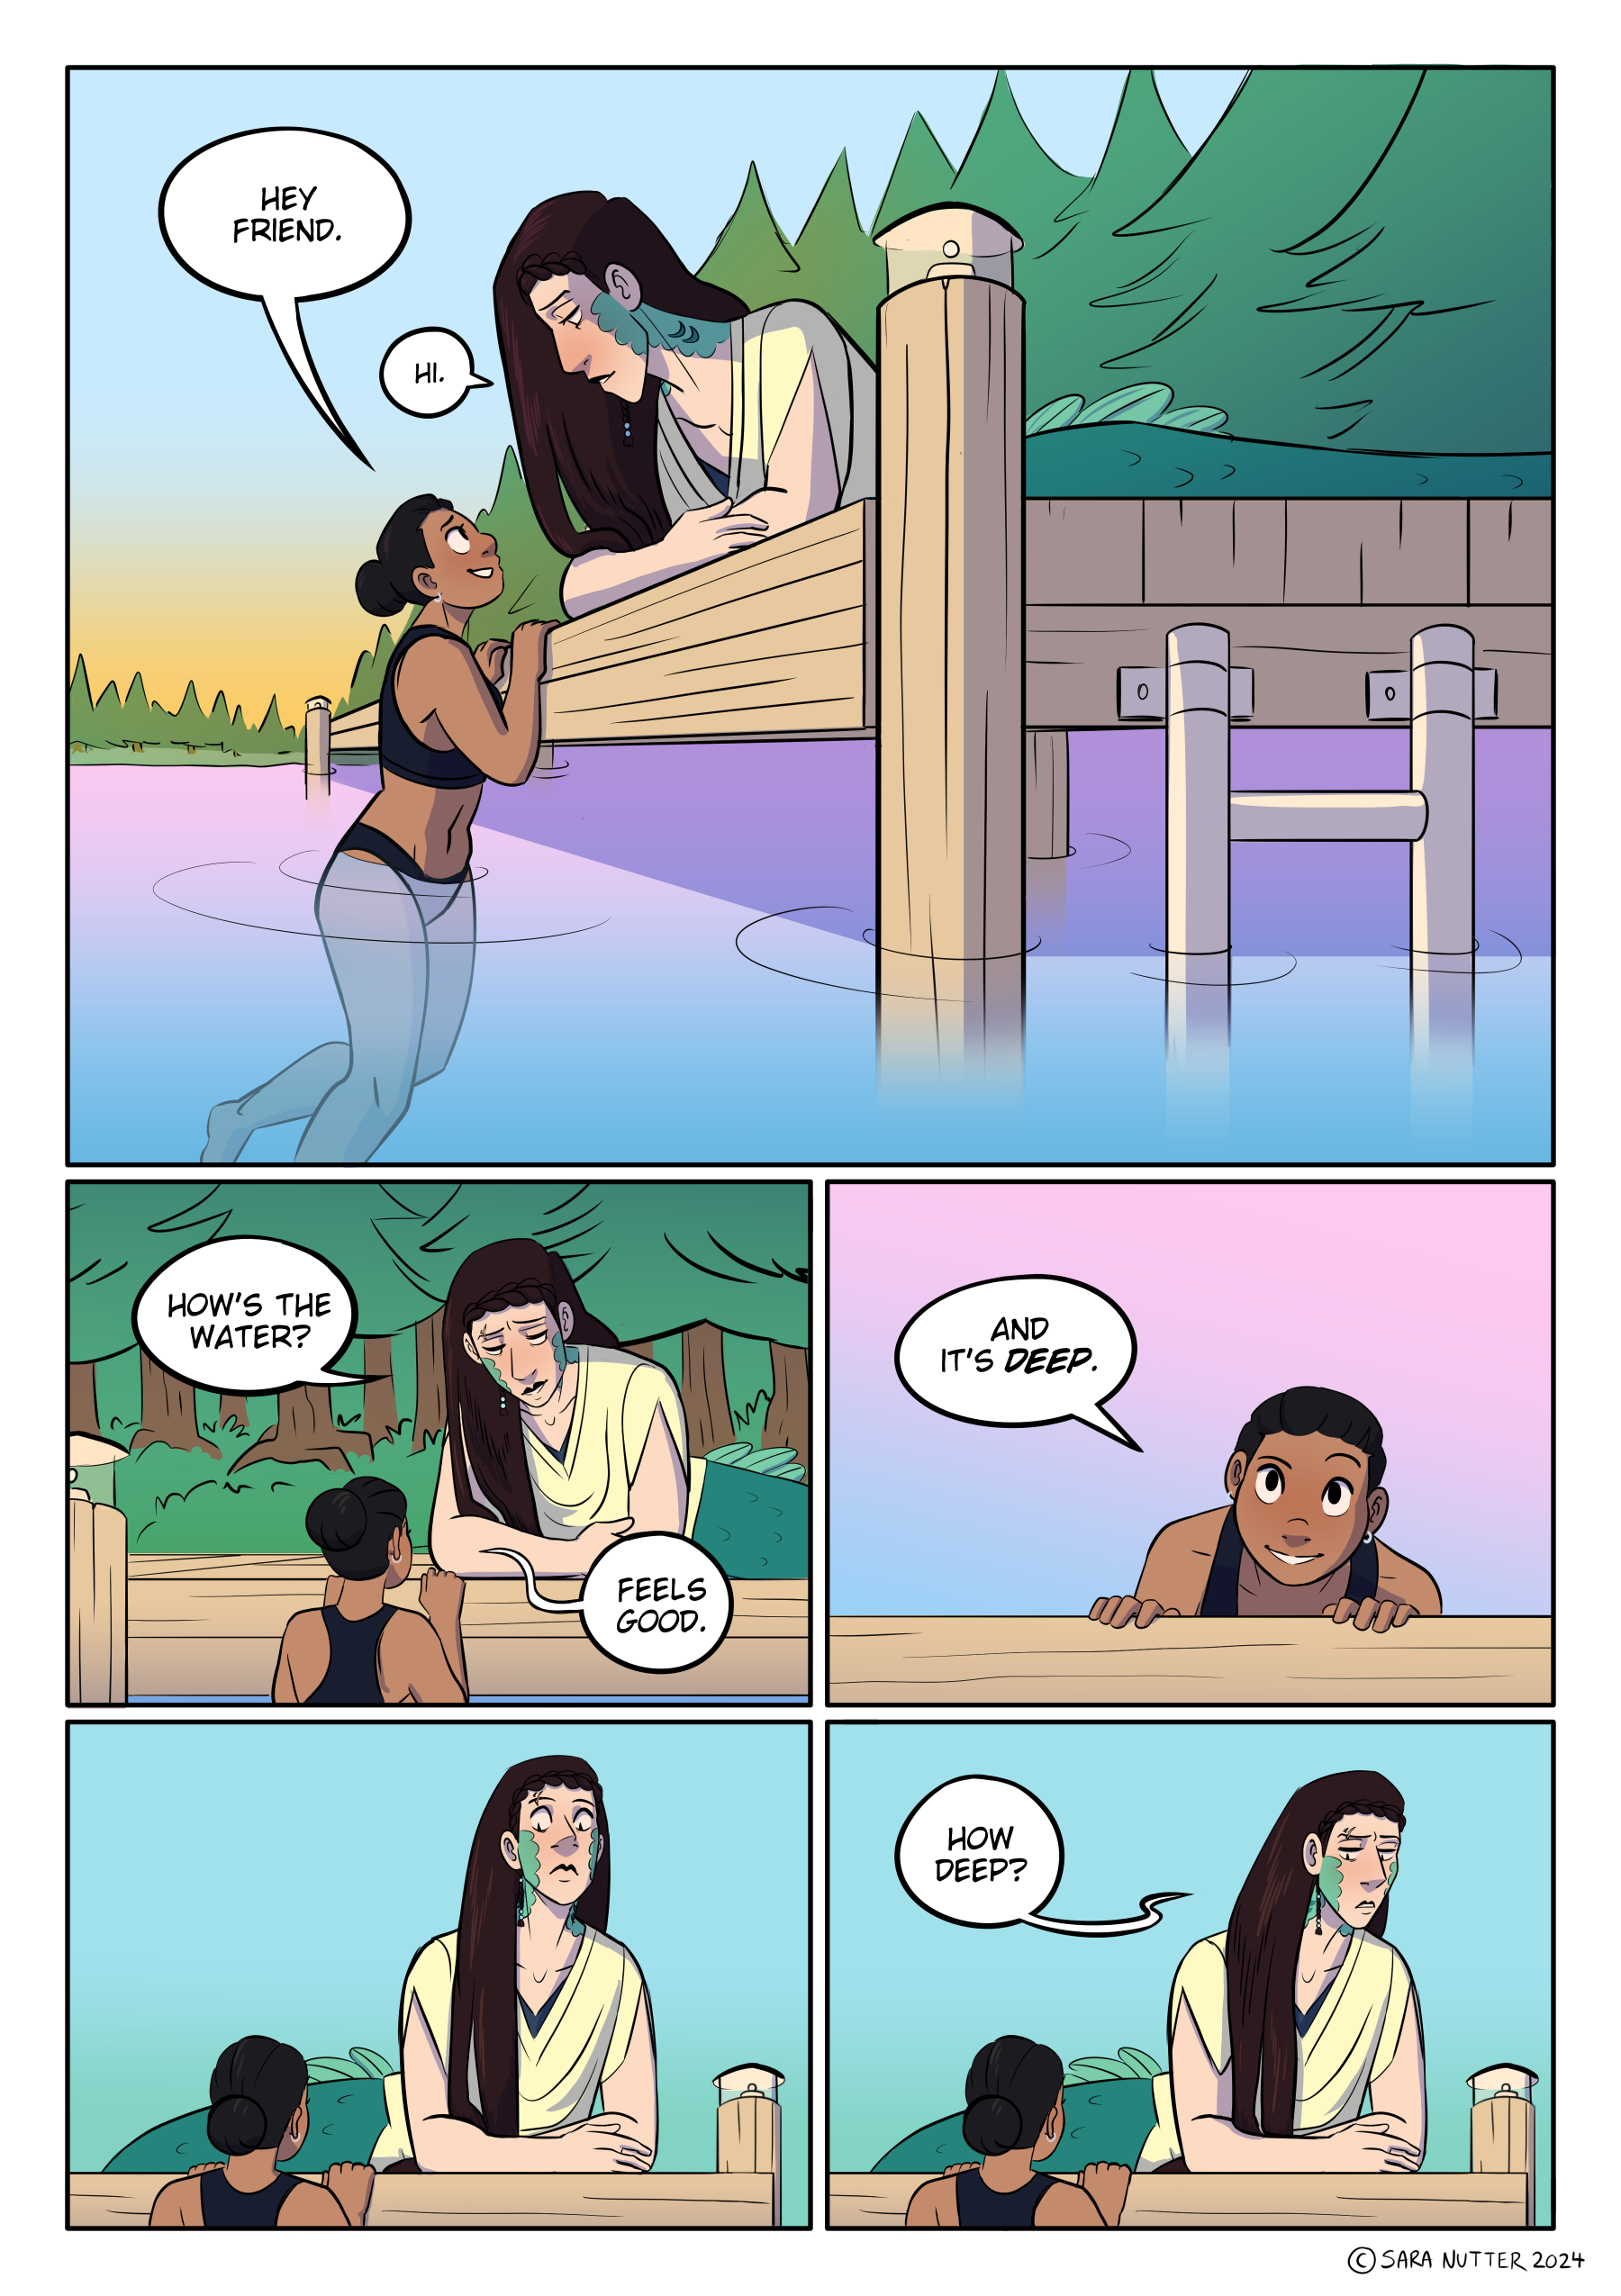 HEY
FRIEND.
HI.
HOW'S THE
WATER?
FEELS
GOOD.
AND
IT'S DEEP.
HOW
DEEP?
© SARA NUTTER 2024